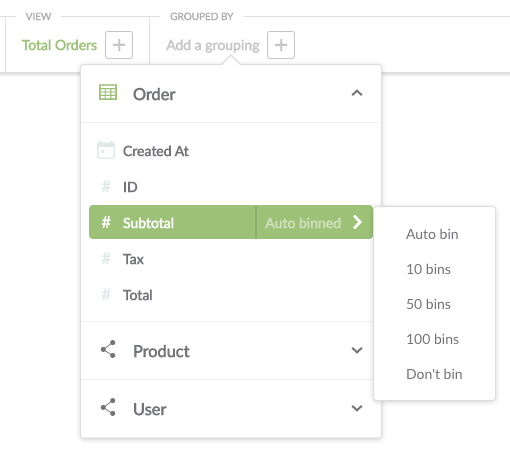 VIEW
GROUPED BY
Total Orders +
Add a grouping +
Order
Created At
# ID
# Subtotal Auto binned
# Tax
# Total
Product
User
Auto bin
10 bins
50 bins
100 bins
Don't bin